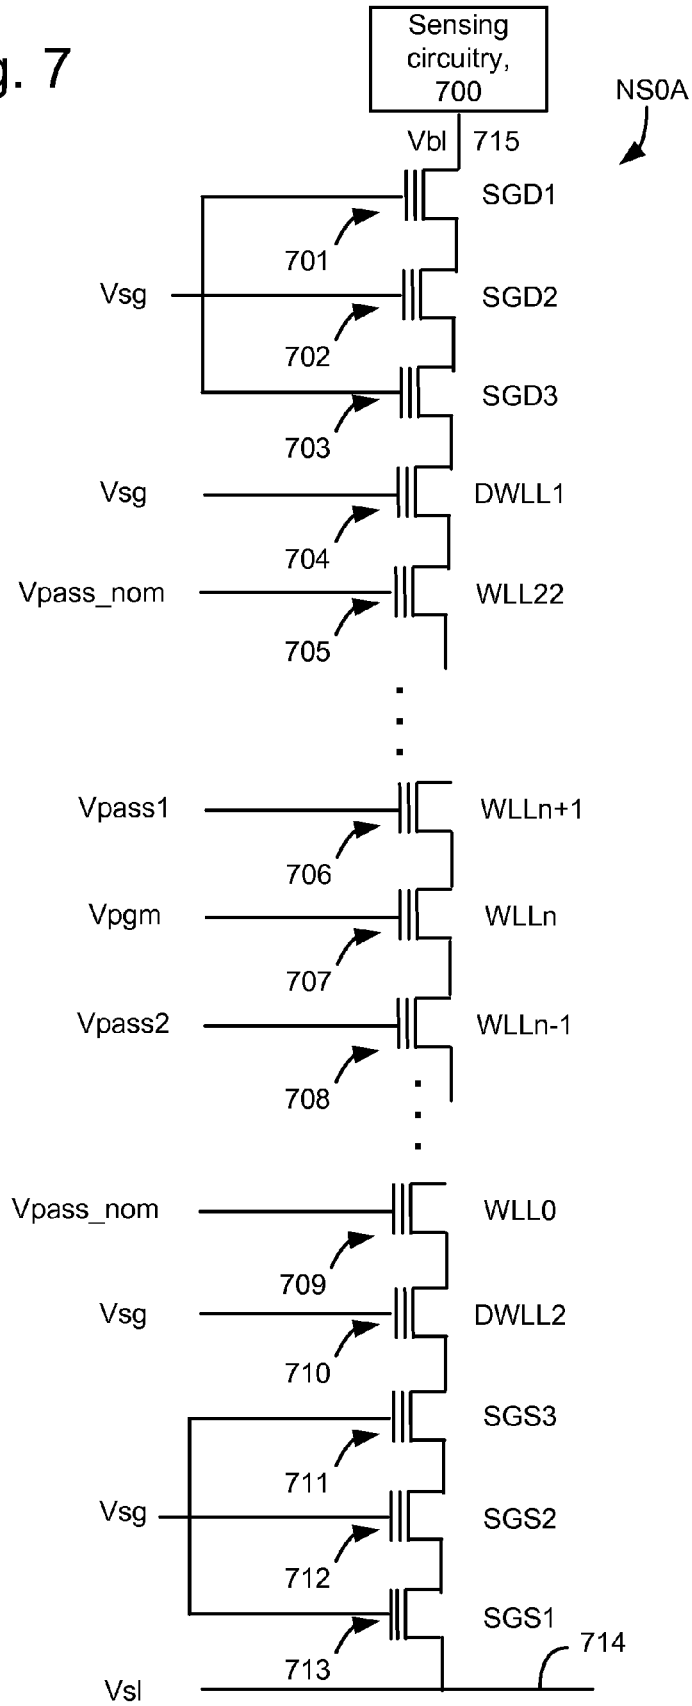 g. 7
Sensing
circuitry,
700
NS0A
Vbl 715
SGD1
701
Vsg
SGD2
702
SGD3
703
Vsg
DWLL1
704
Vpass_nom
WLL22
705
Vpass1
WLLn+1
706
Vpgm
WLLn
707
Vpass2
WLLn-1
708
Vpass_nom
WLL0
709
Vsg
DWLL2
710
SGS3
711
Vsg
SGS2
712
SGS1
713
714
Vsl